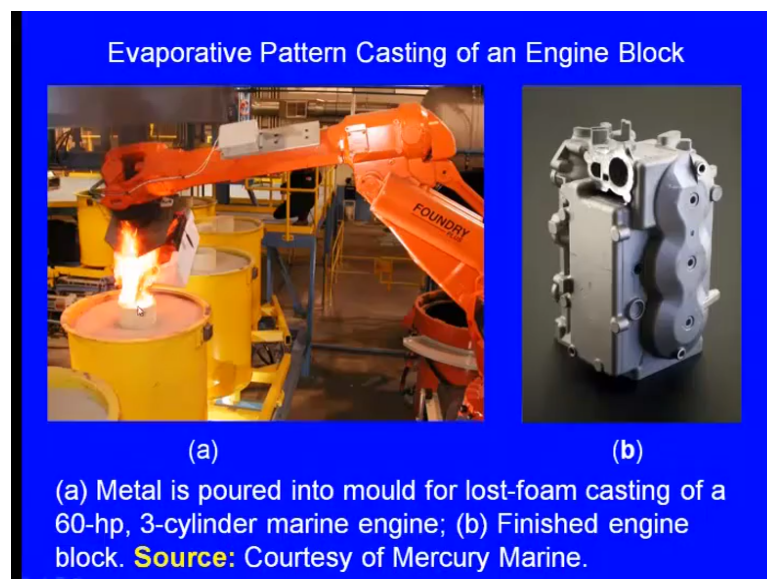 Evaporative Pattern Casting of an Engine Block
FOUNDRY
PLUS
(a)
(b)
(a) Metal is poured into mould for lost-foam casting of a
60-hp, 3-cylinder marine engine; (b) Finished engine
block. Source: Courtesy of Mercury Marine.